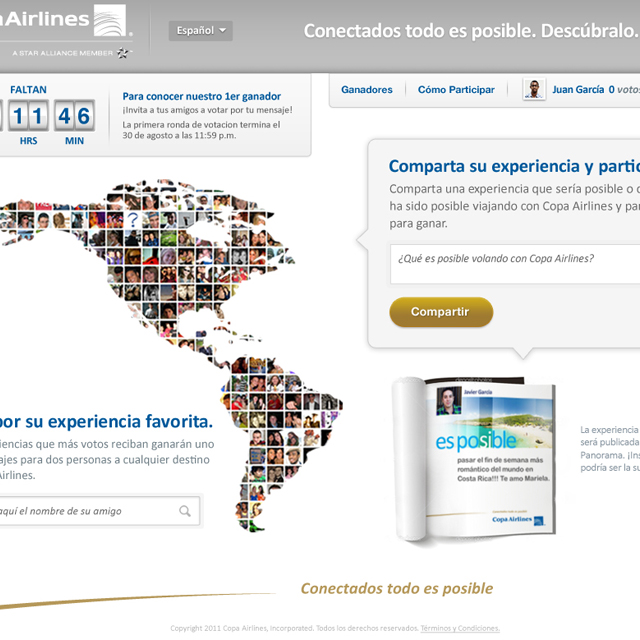 Airlines
A STAR ALLIANCE MEMBER
Español
Conectados todo es posible. Descúbralo.
FALTAN
11 46
HRS MIN
Para conocer nuestro 1er ganador
¡Invita a tus amigos a votar por tu mensaje!
La primera ronda de votacion termina el
30 de agosto a las 11:59 p.m.
Ganadores
Cómo Participar
Juan García 0 votos
Comparta su experiencia y partic
Comparta una experiencia que sería posible o
ha sido posible viajando con Copa Airlines y par
para ganar.
¿Qué es posible volando con Copa Airlines?
Compartir
?
por su experiencia favorita.
iencias que más votos reciban ganarán uno
ajes para dos personas a cualquier destino
Airlines.
aquí el nombre de su amigo
Javier García
es posible
pasar el fin de semana más
romántico del mundo en
Costa Rica!!! Te amo Mariela.
CopaAirlines
La experiencia
será publicada
Panorama. ¡Ins
podría ser la su
Conectados todo es posible
Copyright 2011 Copa Airlines, Incorporated. Todos los derechos reservados. Términos y Condiciones.